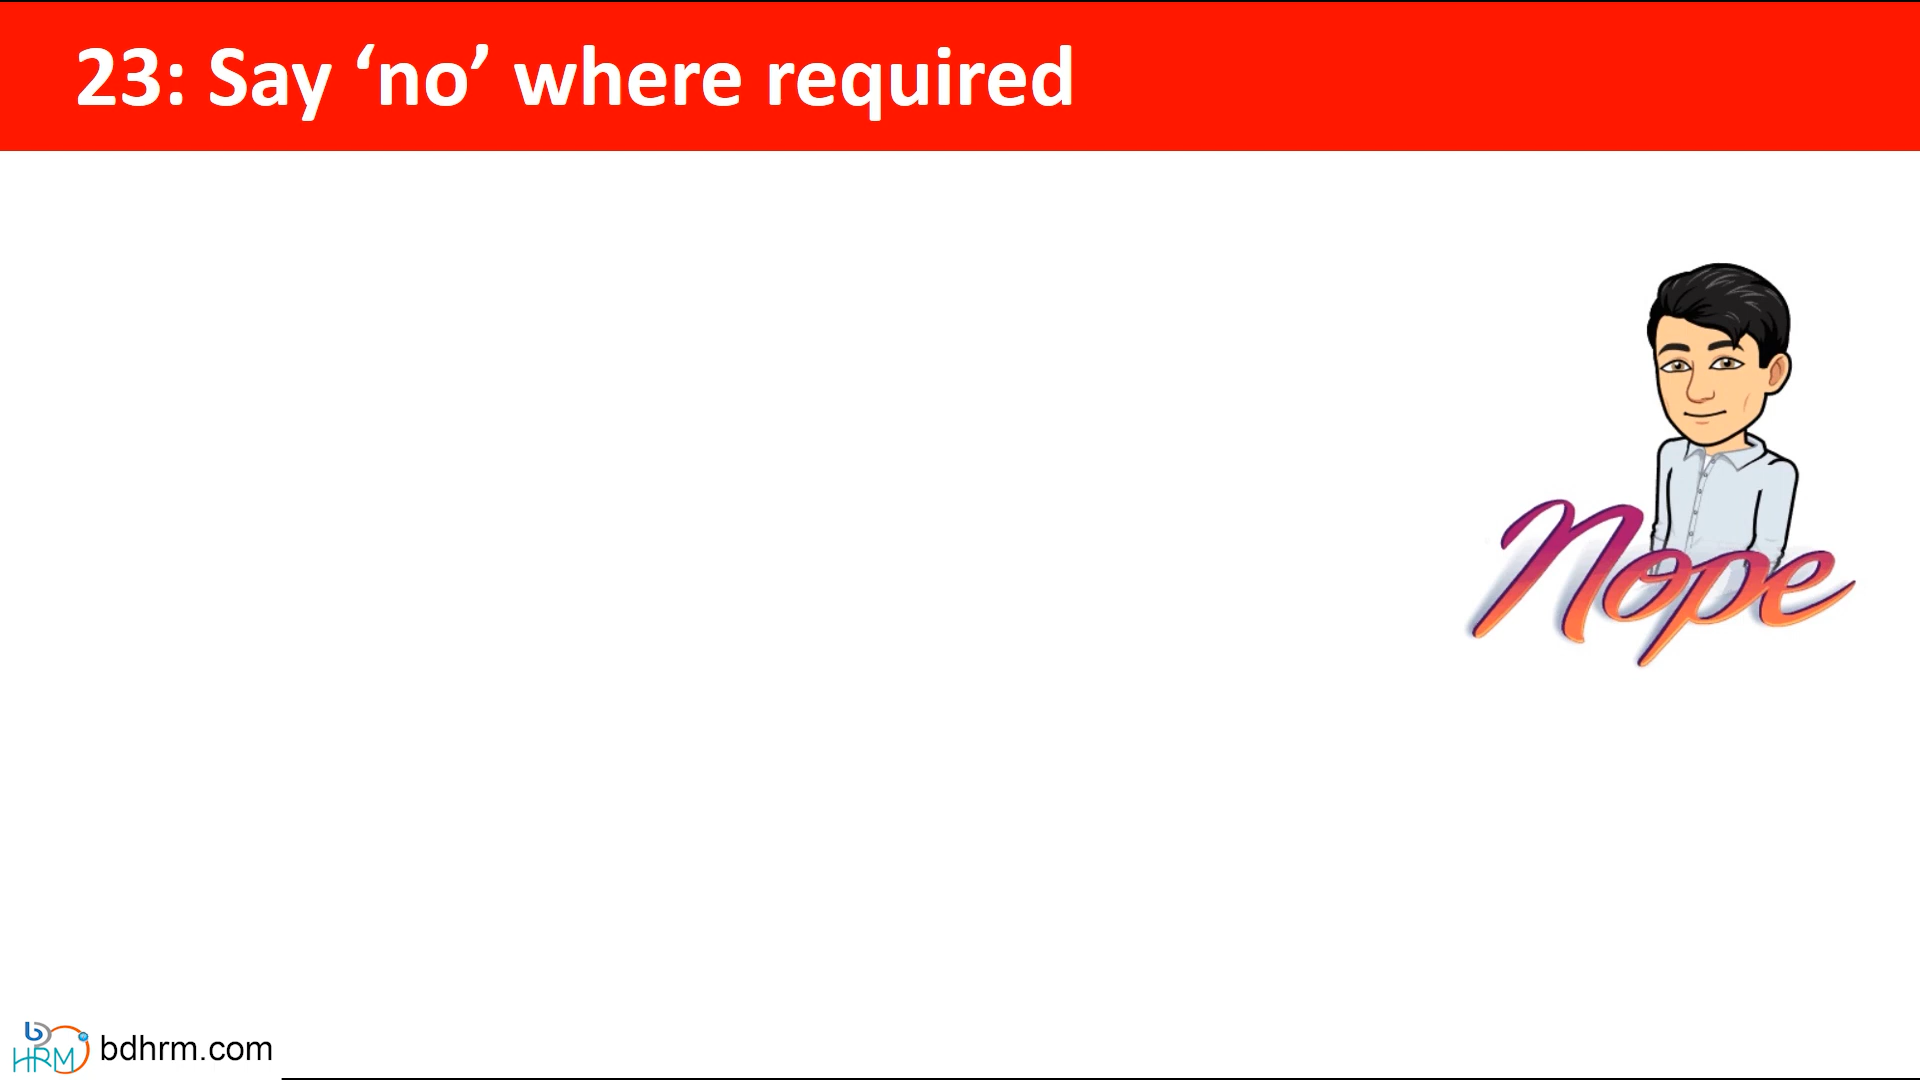 23: Say ‘no’ where required
Nope
b
HRM
bdhrm.com